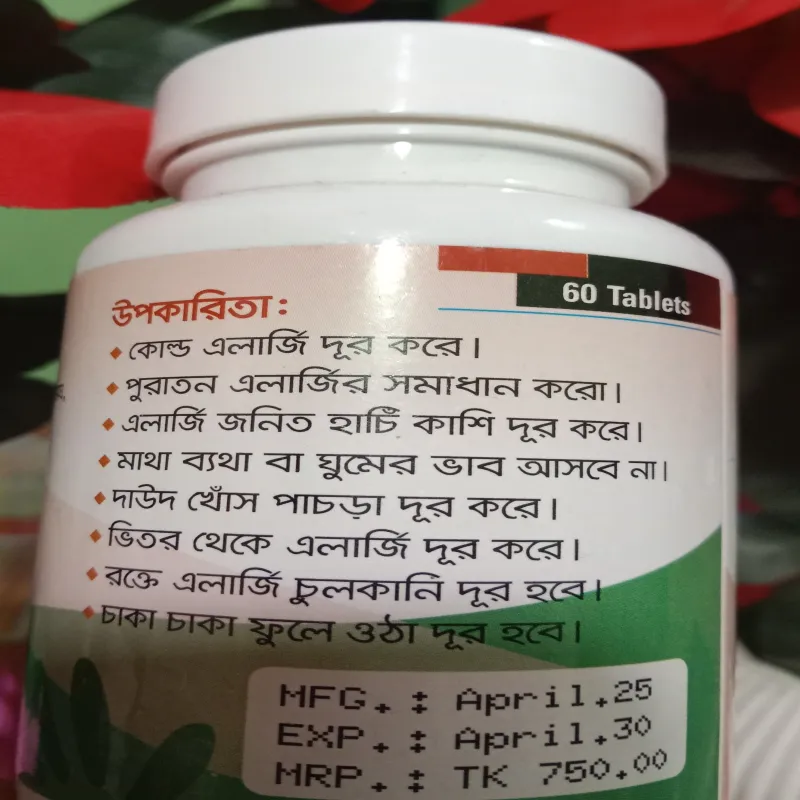 60 Tablets
উপকারিতা:
কোল্ড এলার্জি দূর করে।
পুরাতন এলার্জির সমাধান করো।
এলার্জি জনিত হাচিঁ কাশি দূর করে।
মাথা ব্যথা বা ঘুমের ভাব আসবে না।
দাউদ খোঁস পাচড়া দূর করে।
ভিতর থেকে এলার্জি দূর করে।
রক্তে এলার্জি চুলকানি দূর হবে।
চাকা চাকা ফুলে ওঠা দূর হবে।
MFG. : April.25
EXP. : April.30
MRP. : TK 750.00